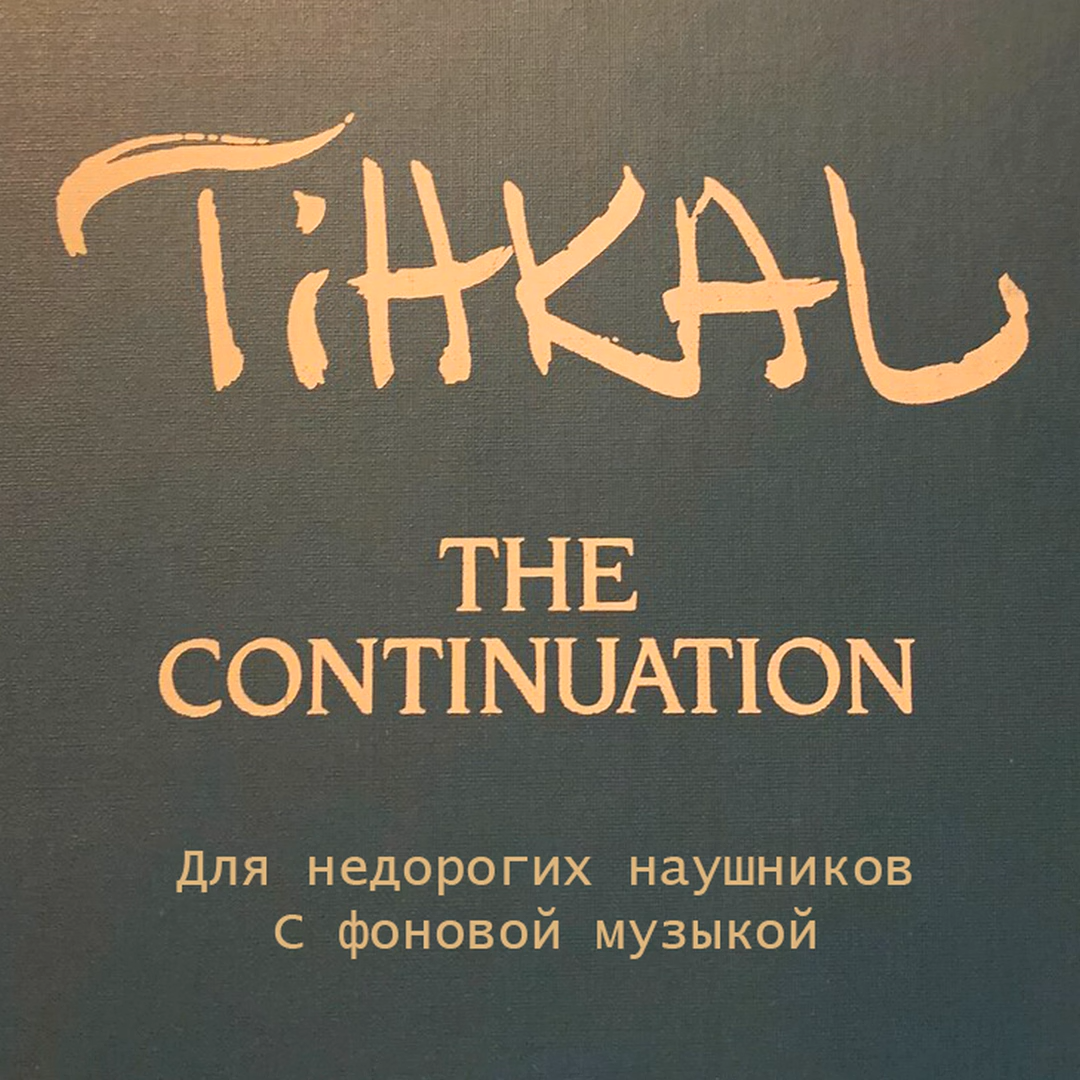 TiHKAL
THE
CONTINUATION
Для недорогих наушников
С фоновой музыкой